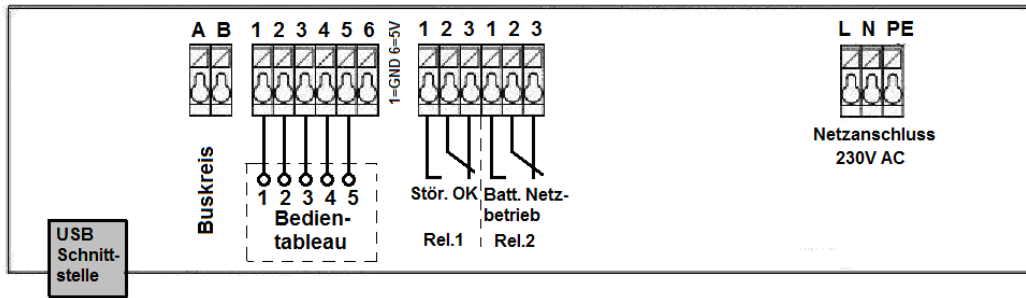 A B
1 2 3 4 5 6
1=GND 6=5V
1 2 3 1 2 3
L N PE
Buskreis
1 2 3 4 5
Bedien-
tableau
Stör. OK
Batt. Netz-
betrieb
Rel.1
Rel.2
Netzanschluss
230V AC
USB
Schnitt-
stelle